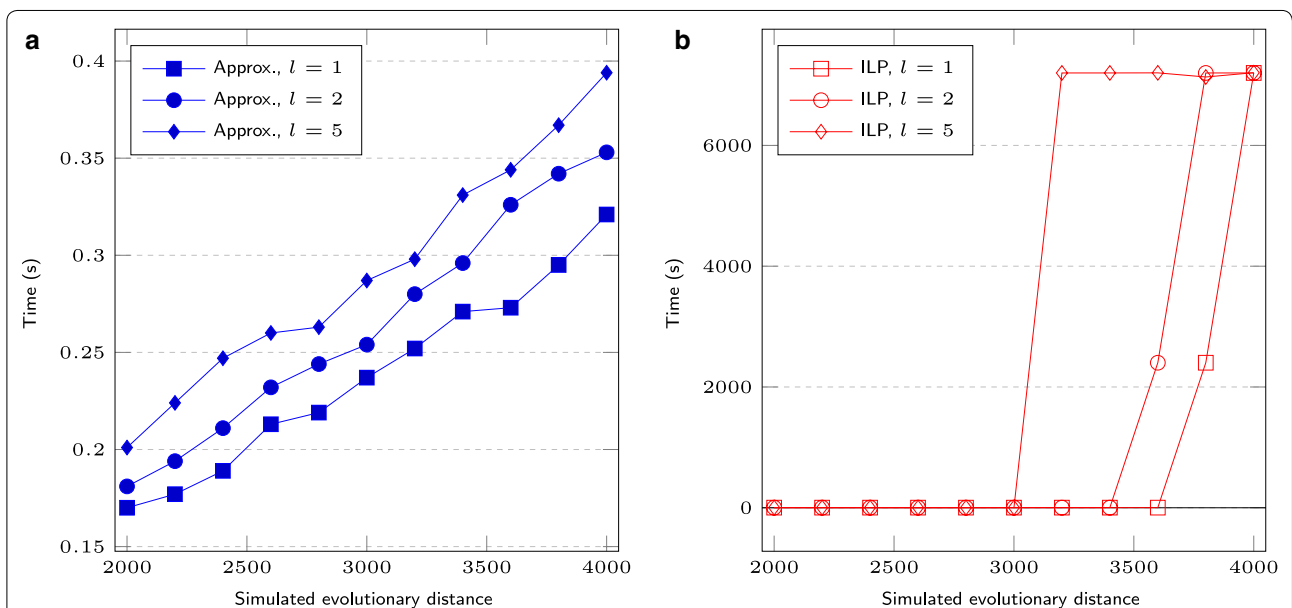 a
Approx., l = 1
Approx., l = 2
Approx., l = 5
0.4
0.35
0.3
0.25
0.2
0.15
Time (s)
2000
2500
3000
3500
4000
Simulated evolutionary distance
b
ILP, l = 1
ILP, l = 2
ILP, l = 5
6000
4000
2000
0
Time (s)
2000
2500
3000
3500
4000
Simulated evolutionary distance